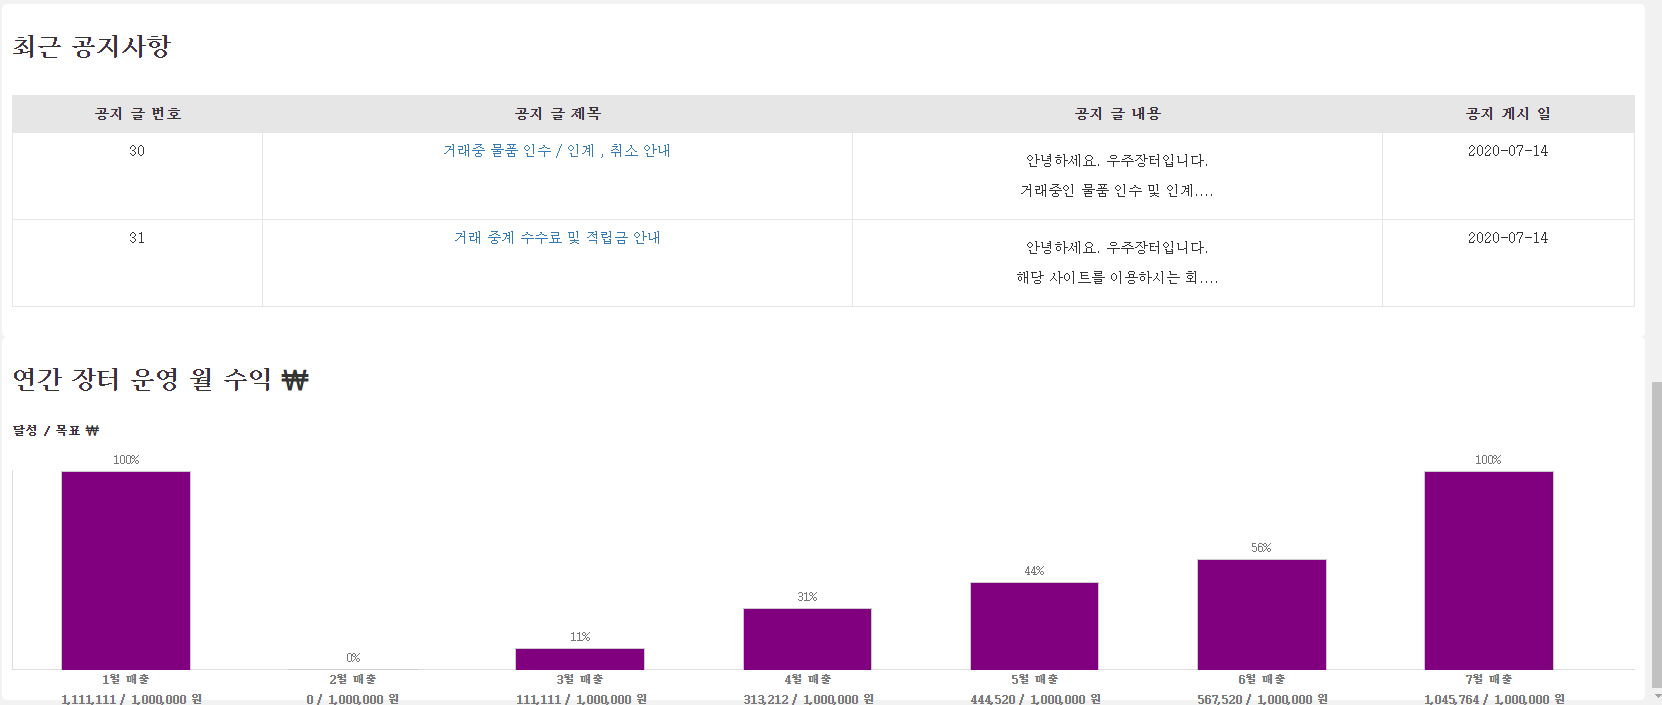 최근 공지사항
공지 글 번호 공지 글 제목 공지 글 내용 공지 게시 일
30 거래중 물품 인수 / 인계 , 취소 안내 안녕하세요. 우주장터입니다. 2020-07-14
거래중인 물품 인수 및 인계....
31 거래 중계 수수료 및 적립금 안내 안녕하세요. 우주장터입니다. 2020-07-14
해당 사이트를 이용하시는 회....
연간 장터 운영 월 수익 ₩
달성 / 목표 ₩
100% 0% 11% 31% 44% 56% 100%
1월 매출 2월 매출 3월 매출 4월 매출 5월 매출 6월 매출 7월 매출
1,111,111 / 1,000,000 원 0 / 1,000,000 원 111,111 / 1,000,000 원 313,212 / 1,000,000 원 444,520 / 1,000,000 원 567,520 / 1,000,000 원 1,045,764 / 1,000,000 원